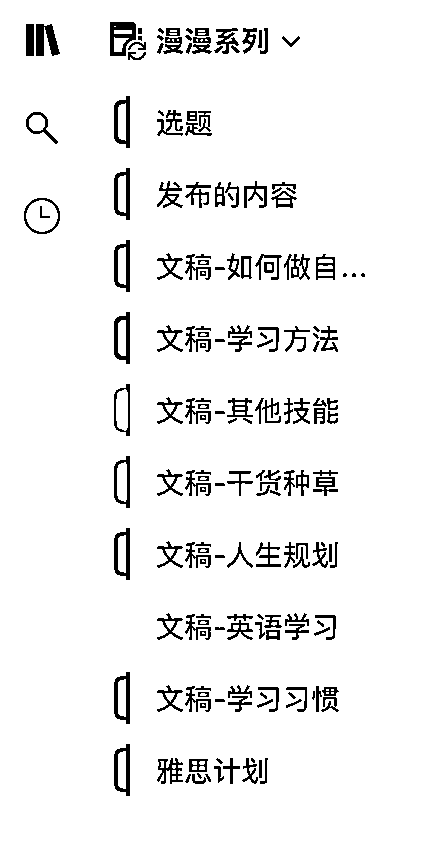 漫漫系列
选题
发布的内容
文稿-如何做自...
文稿-学习方法
文稿-其他技能
文稿-干货种草
文稿-人生规划
文稿-英语学习
文稿-学习习惯
雅思计划